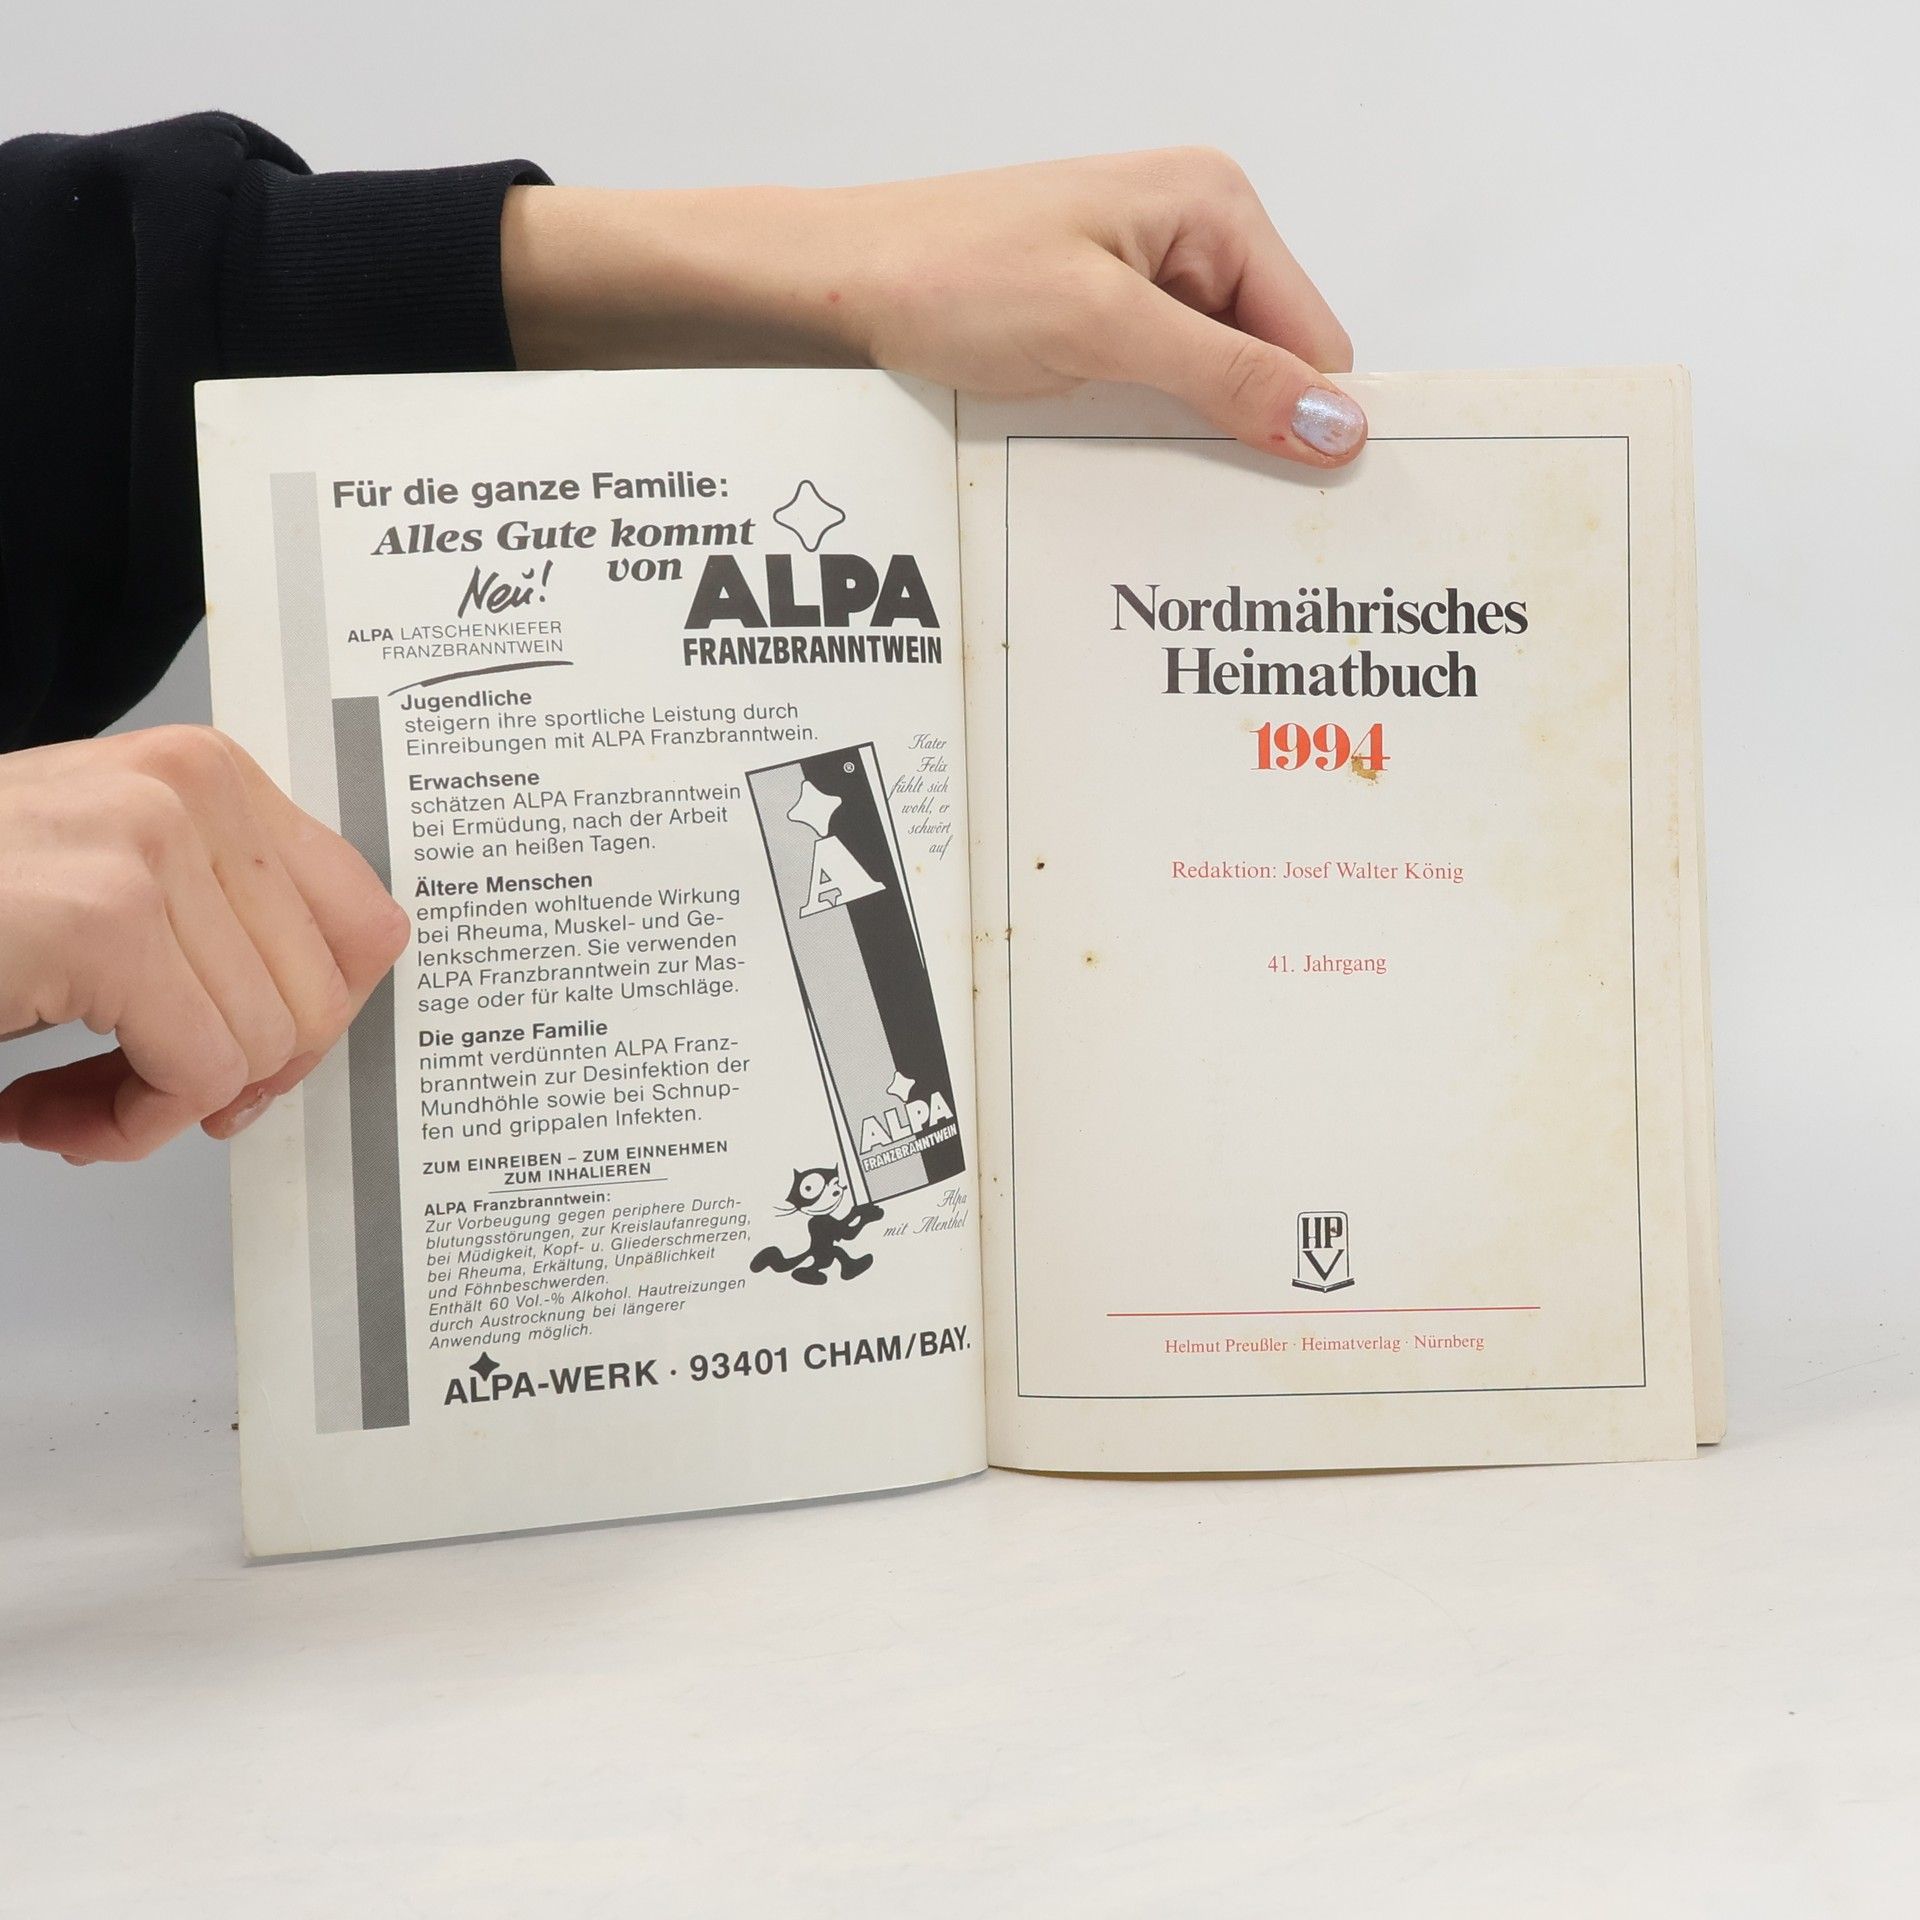 Für die ganze Familie:
Alles Gute kommt
von ALPA
FRANZBRANNTWEIN
Neu!
ALPA LATSCHENKIEFER
FRANZBRANNTWEIN
Jugendliche
steigern ihre sportliche Leistung durch
Einreibungen mit ALPA Franzbranntwein.
Erwachsene
schätzen ALPA Franzbranntwein
bei Ermüdung, nach der Arbeit
sowie an heißen Tagen.
Ältere Menschen
empfinden wohltuende Wirkung
bei Rheuma, Muskel- und Ge-
lenkschmerzen. Sie verwenden
ALPA Franzbranntwein zur Mas-
sage oder für kalte Umschläge.
Die ganze Familie
nimmt verdünnten ALPA Franz-
branntwein zur Desinfektion der
Mundhöhle sowie bei Schnup-
fen und grippalen Infekten.
ZUM EINREIBEN – ZUM EINNEHMEN
ZUM INHALIEREN
ALPA Franzbranntwein:
Zur Vorbeugung gegen periphere Durch-
blutungsstörungen, zur Kreislaufanregung,
bei Müdigkeit, Kopf- u. Gliederschmerzen,
bei Rheuma, Erkältung, Unpäßlichkeit
und Föhnbeschwerden.
Enthält 60 Vol.-% Alkohol. Hautreizungen
durch Austrocknung bei längerer
Anwendung möglich.
Kater
Felix
fühlt sich
wohl, er
schwört
auf
®
A
ALPA
FRANZBRANNTWEIN
Alpa
mit Menthol
ALPA-WERK · 93401 CHAM/BAY.
Nordmährisches
Heimatbuch
1994
Redaktion: Josef Walter König
41. Jahrgang
HPV
Helmut Preußler · Heimatverlag · Nürnberg